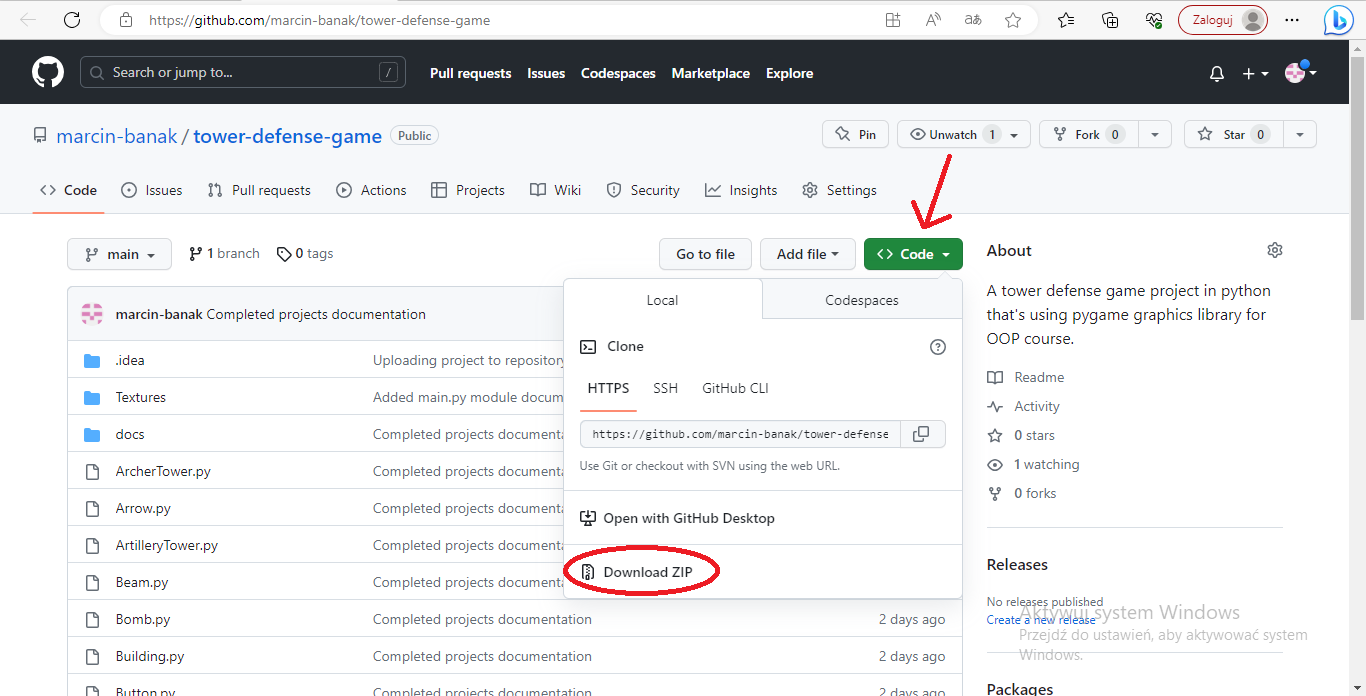 https://github.com/marcin-banak/tower-defense-game
aあ
Zaloguj
Search or jump to...
/
Pull requests Issues Codespaces Marketplace Explore
marcin-banak / tower-defense-game Public
Pin
Unwatch 1
Fork 0
Star 0
Code Issues Pull requests Actions Projects Wiki Security Insights Settings
main
1 branch
0 tags
Go to file
Add file
Code
marcin-banak Completed projects documentation
.idea Uploading project to repository
Textures Added main.py module docum
docs Completed projects documenta
ArcherTower.py Completed projects documenta
Arrow.py Completed projects documenta
ArtilleryTower.py Completed projects documenta
Beam.py Completed projects documenta
Bomb.py Completed projects documentation 2 days ago
Building.py Completed projects documentation 2 days ago
Button.py Completed projects documentation 2 days ago
Local Codespaces
Clone
HTTPS SSH GitHub CLI
https://github.com/marcin-banak/tower-defense
Use Git or checkout with SVN using the web URL.
Open with GitHub Desktop
Download ZIP
About
A tower defense game project in python
that's using pygame graphics library for
OOP course.
Readme
Activity
0 stars
1 watching
0 forks
Releases
No releases published
Create a new release
Packages
Aktywuj system Windows
Przejdź do ustawień, aby aktywować system
Windows.